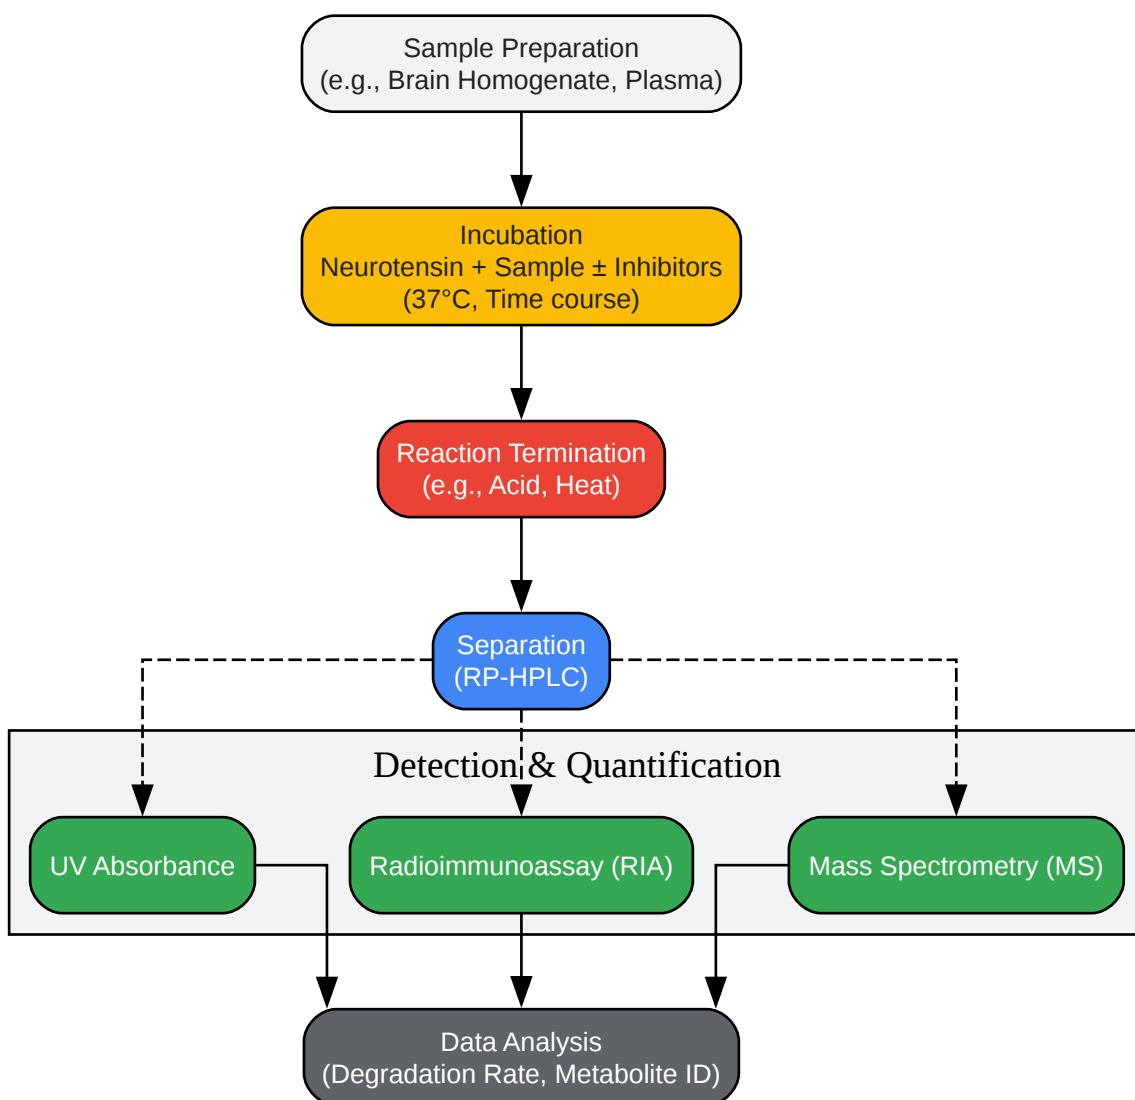 Sample Preparation
(e.g., Brain Homogenate, Plasma)
Incubation
Neurotensin + Sample ± Inhibitors
(37°C, Time course)
Reaction Termination
(e.g., Acid, Heat)
Separation
(RP-HPLC)
Detection & Quantification
UV Absorbance
Radioimmunoassay (RIA)
Mass Spectrometry (MS)
Data Analysis
(Degradation Rate, Metabolite ID)